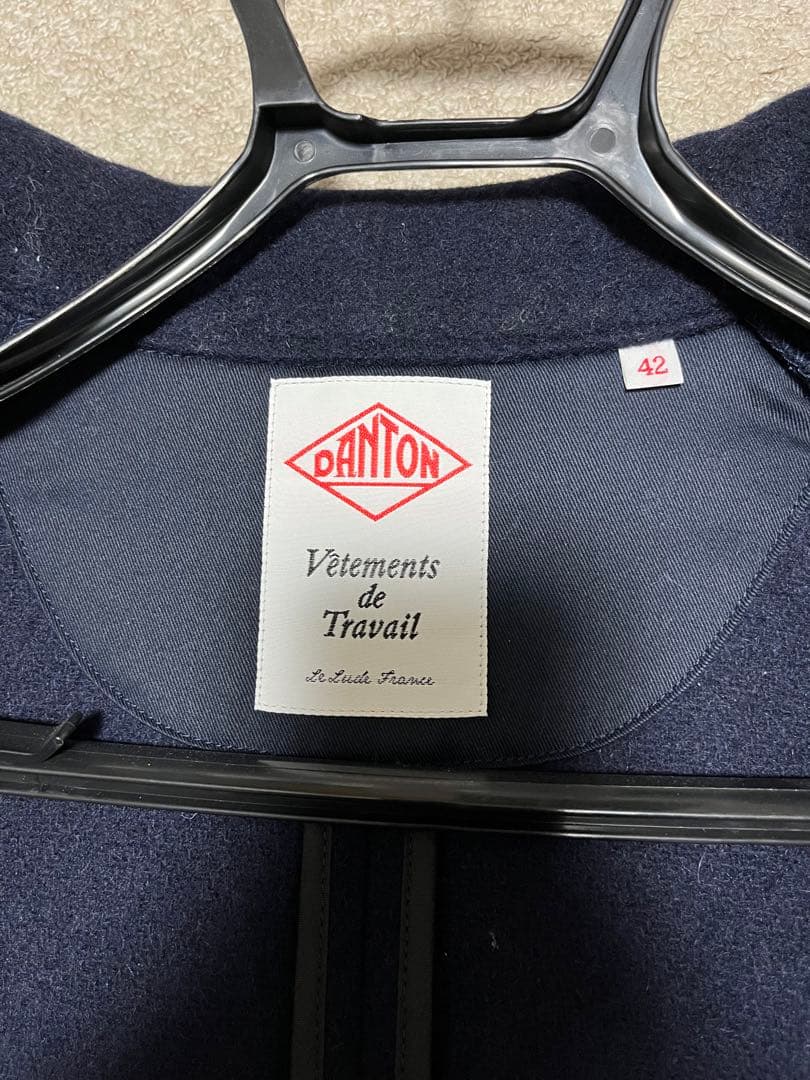 42
DANTON
Vêtements
de
Travail
Le Lude France